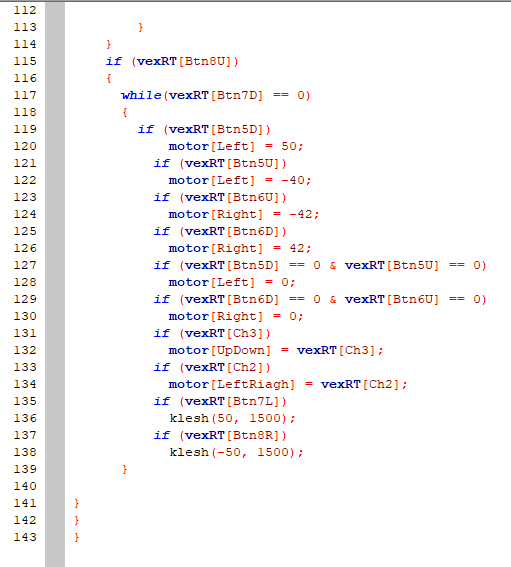 112
113 }
114 }
115 if (vexRT[Btn8U])
116 {
117 while(vexRT[Btn7D] == 0)
118 {
119 if (vexRT[Btn5D])
120 motor[Left] = 50;
121 if (vexRT[Btn5U])
122 motor[Left] = -40;
123 if (vexRT[Btn6U])
124 motor[Right] = -42;
125 if (vexRT[Btn6D])
126 motor[Right] = 42;
127 if (vexRT[Btn5D] == 0 & vexRT[Btn5U] == 0)
128 motor[Left] = 0;
129 if (vexRT[Btn6D] == 0 & vexRT[Btn6U] == 0)
130 motor[Right] = 0;
131 if (vexRT[Ch3])
132 motor[UpDown] = vexRT[Ch3];
133 if (vexRT[Ch2])
134 motor[LeftRiagh] = vexRT[Ch2];
135 if (vexRT[Btn7L])
136 klesh(50, 1500);
137 if (vexRT[Btn8R])
138 klesh(-50, 1500);
139 }
140
141 }
142 }
143 }